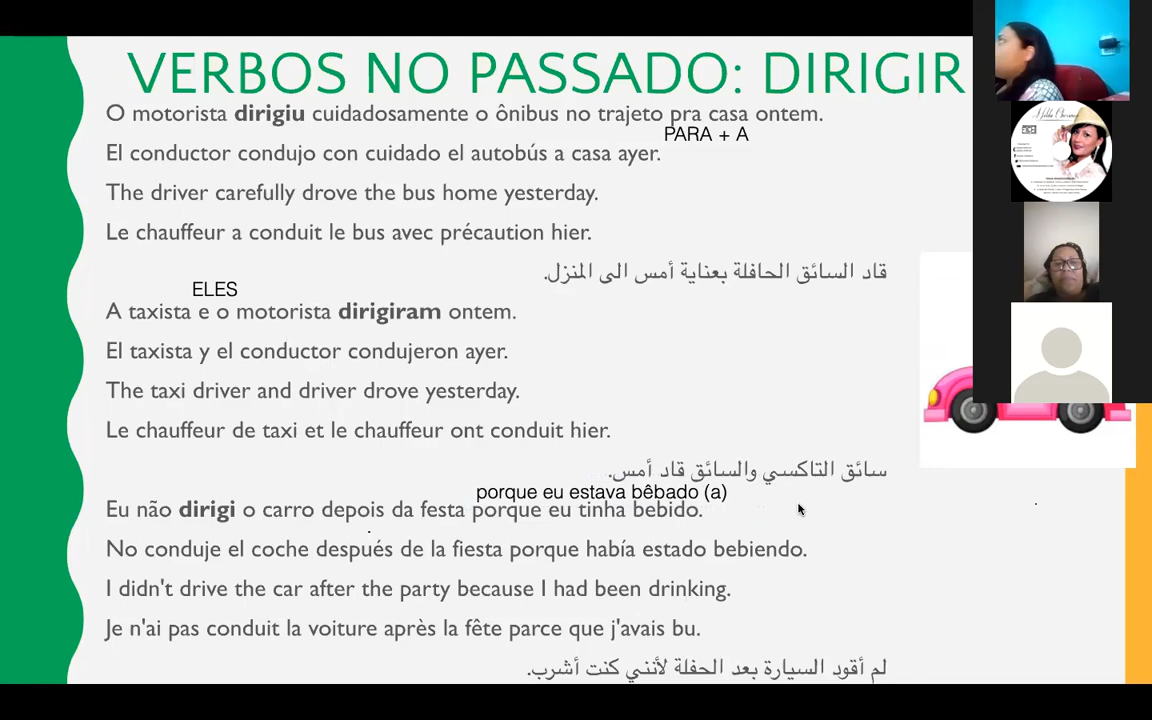 VERBOS NO PASSADO: DIRIGIR
O motorista dirigiu cuidadosamente o ônibus no trajeto pra casa ontem.
PARA + A
El conductor condujo con cuidado el autobús a casa ayer.
The driver carefully drove the bus home yesterday.
Le chauffeur a conduit le bus avec précaution hier.
قاد السائق الحافلة بعناية أمس الى المنزل.
ELES
A taxista e o motorista dirigiram ontem.
El taxista y el conductor condujeron ayer.
The taxi driver and driver drove yesterday.
Le chauffeur de taxi et le chauffeur ont conduit hier.
سائق التاكسي والسائق قاد أمس.
porque eu estava bêbado (a)
Eu não dirigi o carro depois da festa porque eu tinha bebido.
No conduje el coche después de la fiesta porque había estado bebiendo.
I didn't drive the car after the party because I had been drinking.
Je n'ai pas conduit la voiture après la fête parce que j'avais bu.
لم أقود السيارة بعد الحفلة لأنني كنت أشرب.